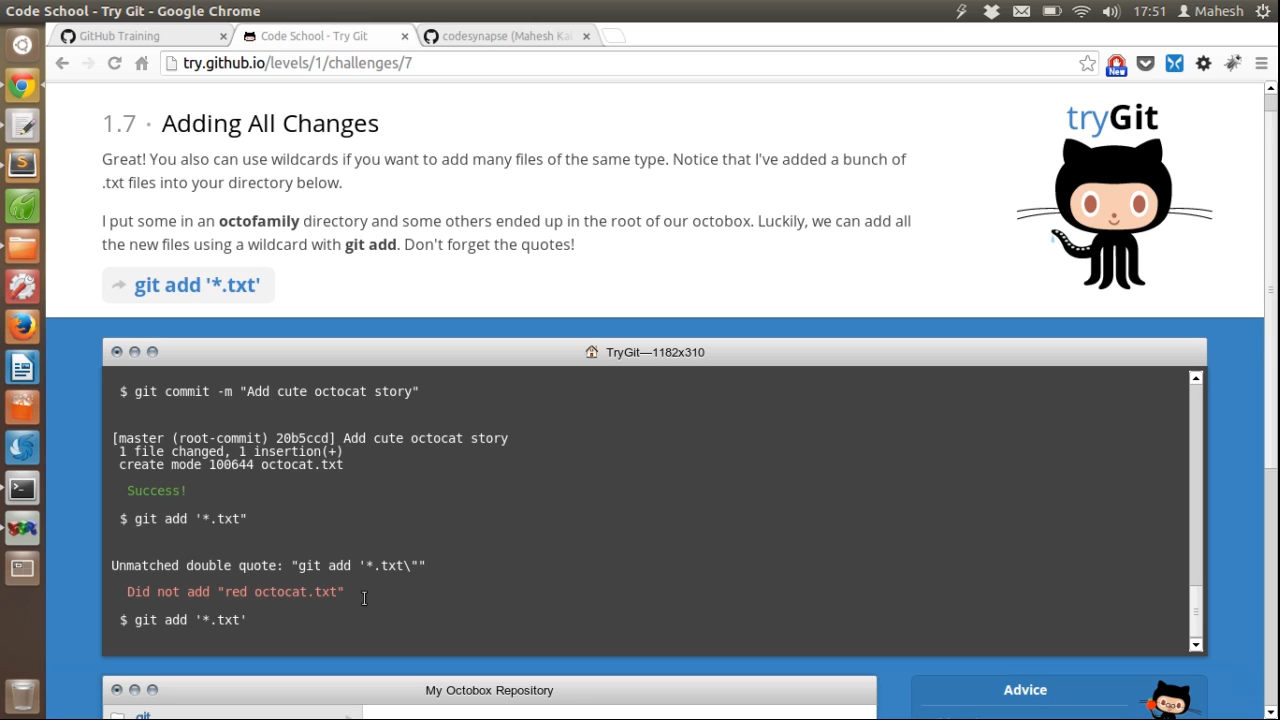 Code School - Try Git - Google Chrome
17:51 Mahesh
GitHub Training
Code School - Try Git
codesynapse (Mahesh Ka
try.github.io/levels/1/challenges/7
New
1.7 · Adding All Changes
Great! You also can use wildcards if you want to add many files of the same type. Notice that I've added a bunch of
.txt files into your directory below.
I put some in an octofamily directory and some others ended up in the root of our octobox. Luckily, we can add all
the new files using a wildcard with git add. Don't forget the quotes!
git add '*.txt'
tryGit
TryGit—1182x310
$ git commit -m "Add cute octocat story"
[master (root-commit) 20b5ccd] Add cute octocat story
1 file changed, 1 insertion(+)
create mode 100644 octocat.txt
Success!
$ git add '*.txt"
Unmatched double quote: "git add '*.txt\""
Did not add "red octocat.txt"
$ git add '*.txt'
My Octobox Repository
Advice
.git